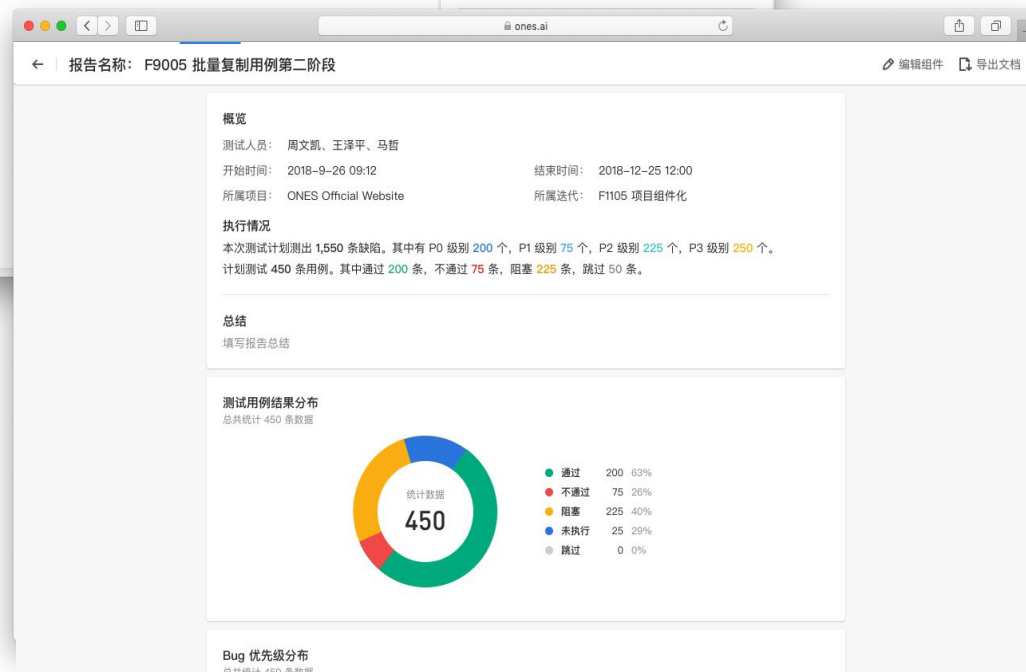 ones.ai
报告名称： F9005 批量复制用例第二阶段
编辑组件 导出文档
概览
测试人员： 周文凯、王泽平、马哲
开始时间： 2018-9-26 09:12 结束时间： 2018-12-25 12:00
所属项目： ONES Official Website 所属迭代： F1105 项目组件化
执行情况
本次测试计划测出 1,550 条缺陷。其中有 P0 级别 200 个，P1 级别 75 个，P2 级别 225 个，P3 级别 250 个。
计划测试 450 条用例。其中通过 200 条，不通过 75 条，阻塞 225 条，跳过 50 条。
总结
填写报告总结
测试用例结果分布
总共统计 450 条数据
统计数据
450
通过 200 63%
不通过 75 26%
阻塞 225 40%
未执行 25 29%
跳过 0 0%
Bug 优先级分布
总共统计 450 条数据